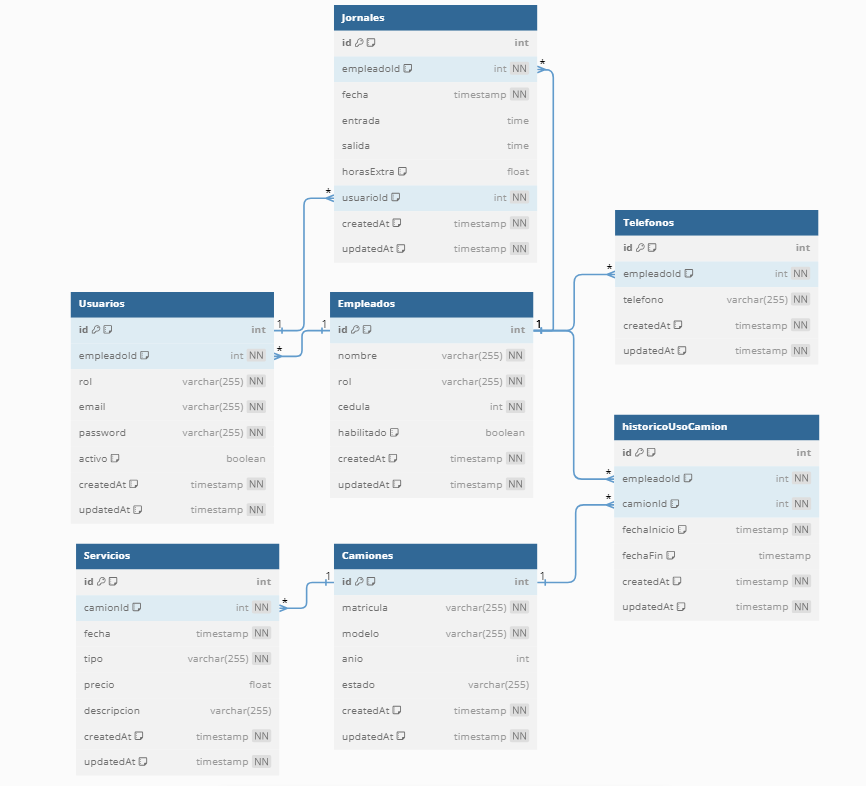 Jornales
id int
empleadoId int NN
fecha timestamp NN
entrada time
salida time
horasExtra float
usuarioId int NN
createdAt timestamp NN
updatedAt timestamp NN
*
*
Telefonos
id int
empleadoId int NN
telefono varchar(255) NN
createdAt timestamp NN
updatedAt timestamp NN
*
Usuarios
id int
empleadoId int NN
rol varchar(255) NN
email varchar(255) NN
password varchar(255) NN
activo boolean
createdAt timestamp NN
updatedAt timestamp NN
1
*
Empleados
id int
nombre varchar(255) NN
rol varchar(255) NN
cedula int NN
habilitado boolean
createdAt timestamp NN
updatedAt timestamp NN
1
1
historicoUsoCamion
id int
empleadoId int NN
camionId int NN
fechaInicio timestamp NN
fechaFin timestamp
createdAt timestamp NN
updatedAt timestamp NN
*
*
Servicios
id int
camionId int NN
fecha timestamp NN
tipo varchar(255) NN
precio float
descripcion varchar(255)
createdAt timestamp NN
updatedAt timestamp NN
*
Camiones
id int
matricula varchar(255) NN
modelo varchar(255) NN
anio int
estado varchar(255)
createdAt timestamp NN
updatedAt timestamp NN
1
1